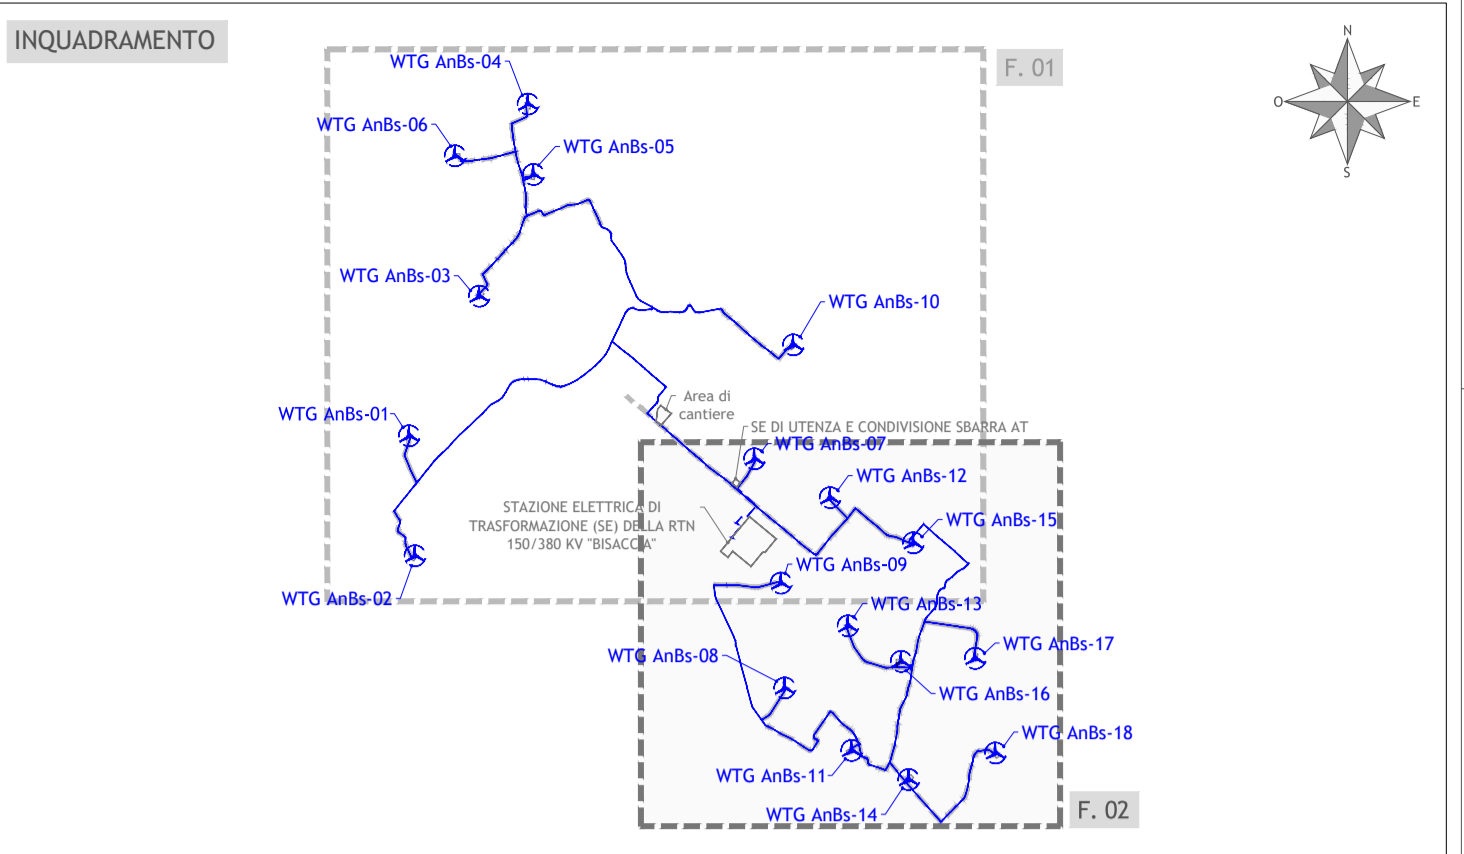 INQUADRAMENTO
N
O
E
S
F. 01
WTG AnBs-04
WTG AnBs-06
WTG AnBs-05
WTG AnBs-03
WTG AnBs-10
Area di
cantiere
WTG AnBs-01
SE DI UTENZA E CONDIVISIONE SBARRA AT
WTG AnBs-07
WTG AnBs-12
STAZIONE ELETTRICA DI
TRASFORMAZIONE (SE) DELLA RTN
150/380 KV "BISACCIA"
WTG AnBs-15
WTG AnBs-09
WTG AnBs-02
WTG AnBs-13
WTG AnBs-17
WTG AnBs-08
WTG AnBs-16
WTG AnBs-18
WTG AnBs-11
WTG AnBs-14
F. 02